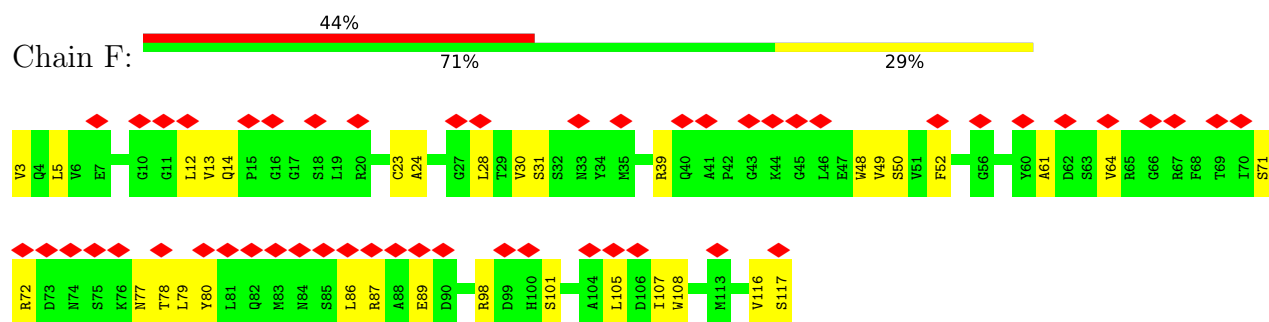 44%
Chain F:
71% 29%
V3 Q4 L5 V6 E7 G10 G11 L12 V13 Q14 P15 G16 G17 S18 L19 R20 C23 A24 G27 L28 T29 V30 S31 S32 N33 Y34 M35 R39 Q40 A41 P42 G43 K44 G45 L46 E47 W48 V49 S50 V51 F52 G56 Y60 A61 D62 S63 V64 R65 G66 R67 F68 T69 I70 S71
R72 D73 N74 S75 K76 N77 T78 L79 Y80 L81 Q82 M83 N84 S85 L86 R87 A88 E89 D90 R98 D99 H100 S101 A104 L105 D106 I107 W108 M113 V116 S117